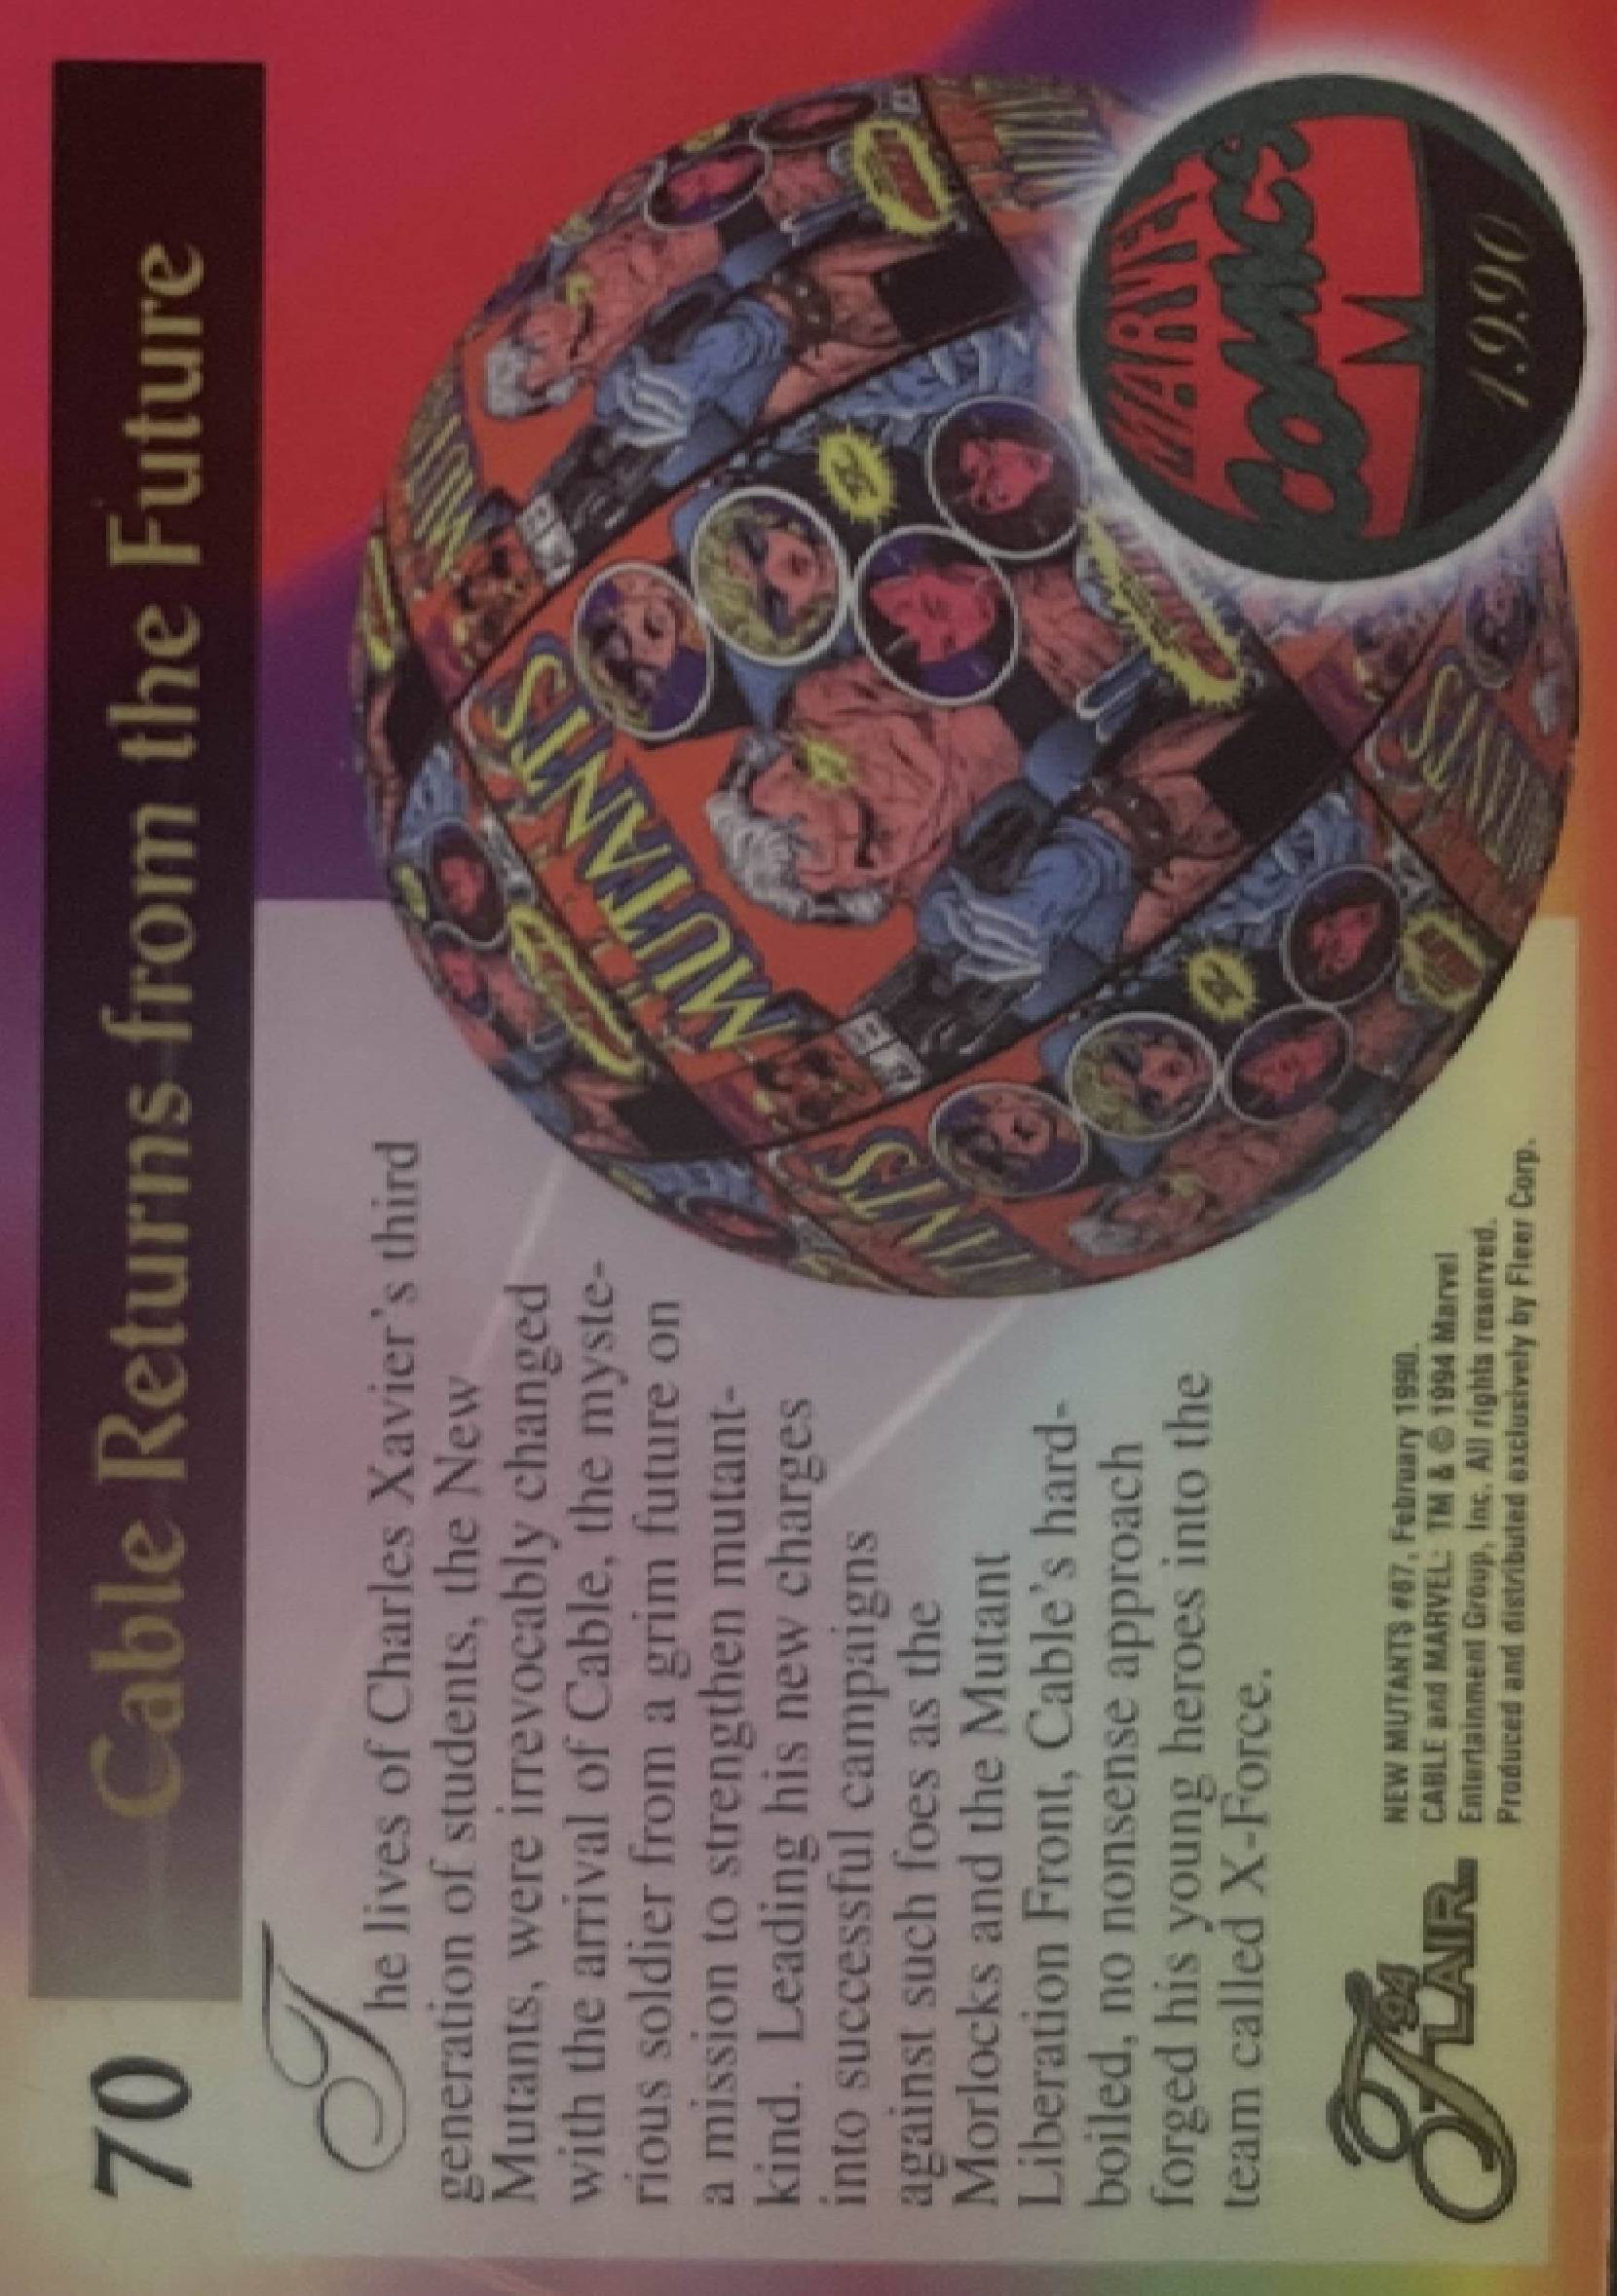 70
Cable Returns from the Future
The lives of Charles Xavier's third
generation of students, the New
Mutants, were irrevocably changed
with the arrival of Cable, the myste-
rious soldier from a grim future on
a mission to strengthen mutant-
kind. Leading his new charges
into successful campaigns
against such foes as the
Morlocks and the Mutant
Liberation Front, Cable's hard-
boiled, no nonsense approach
forged his young heroes into the
team called X-Force.
MUTANTS
MARVEL
COMICS
M
1990
'94
FLAIR
NEW MUTANTS #87, February 1990.
CABLE and MARVEL: TM & © 1994 Marvel
Entertainment Group, Inc. All rights reserved.
Produced and distributed exclusively by Fleer Corp.